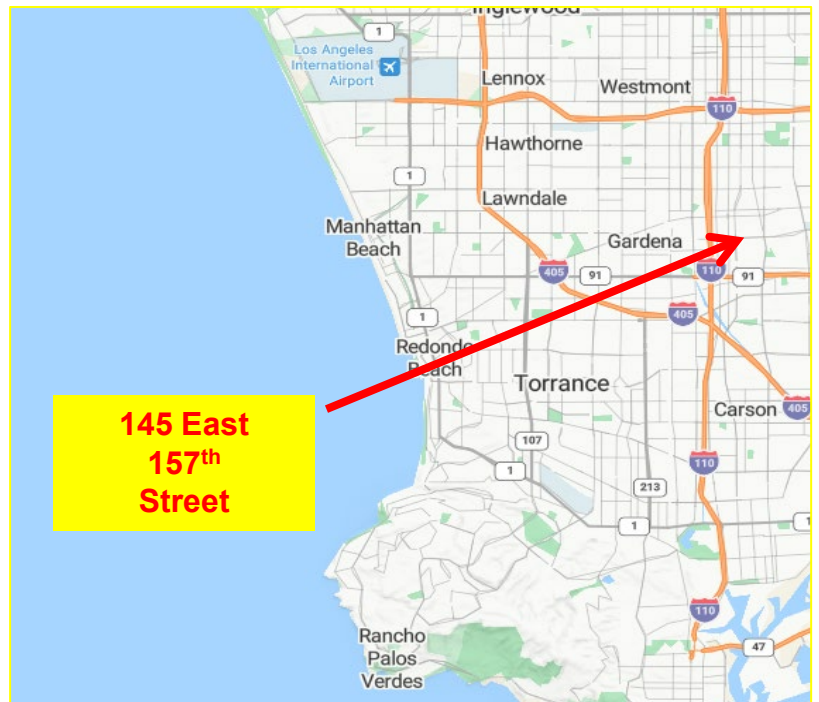 Inglewood
1
Los Angeles
International
Airport
Lennox
Westmont
110
Hawthorne
1
Lawndale
Manhattan
Beach
Gardena
405
91
110
91
1
405
Redondo
Beach
Torrance
Carson
405
145 East
157th
Street
107
1
110
213
1
1
110
47
Rancho
Palos
Verdes